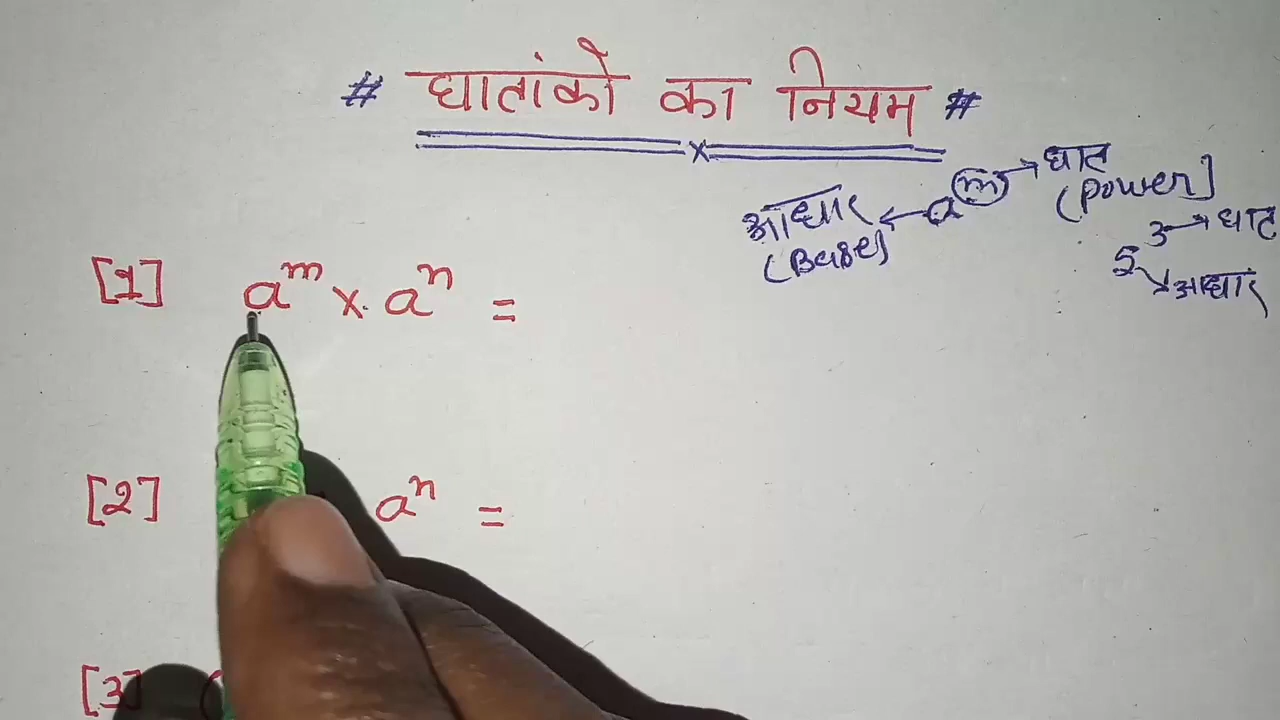 # घातांको का नियम #
आधार (Base) ← a^m → घात (Power]
5^3 → घात
→ आधार
[1] a^m × a^n =
[2] a^n =
[3] (